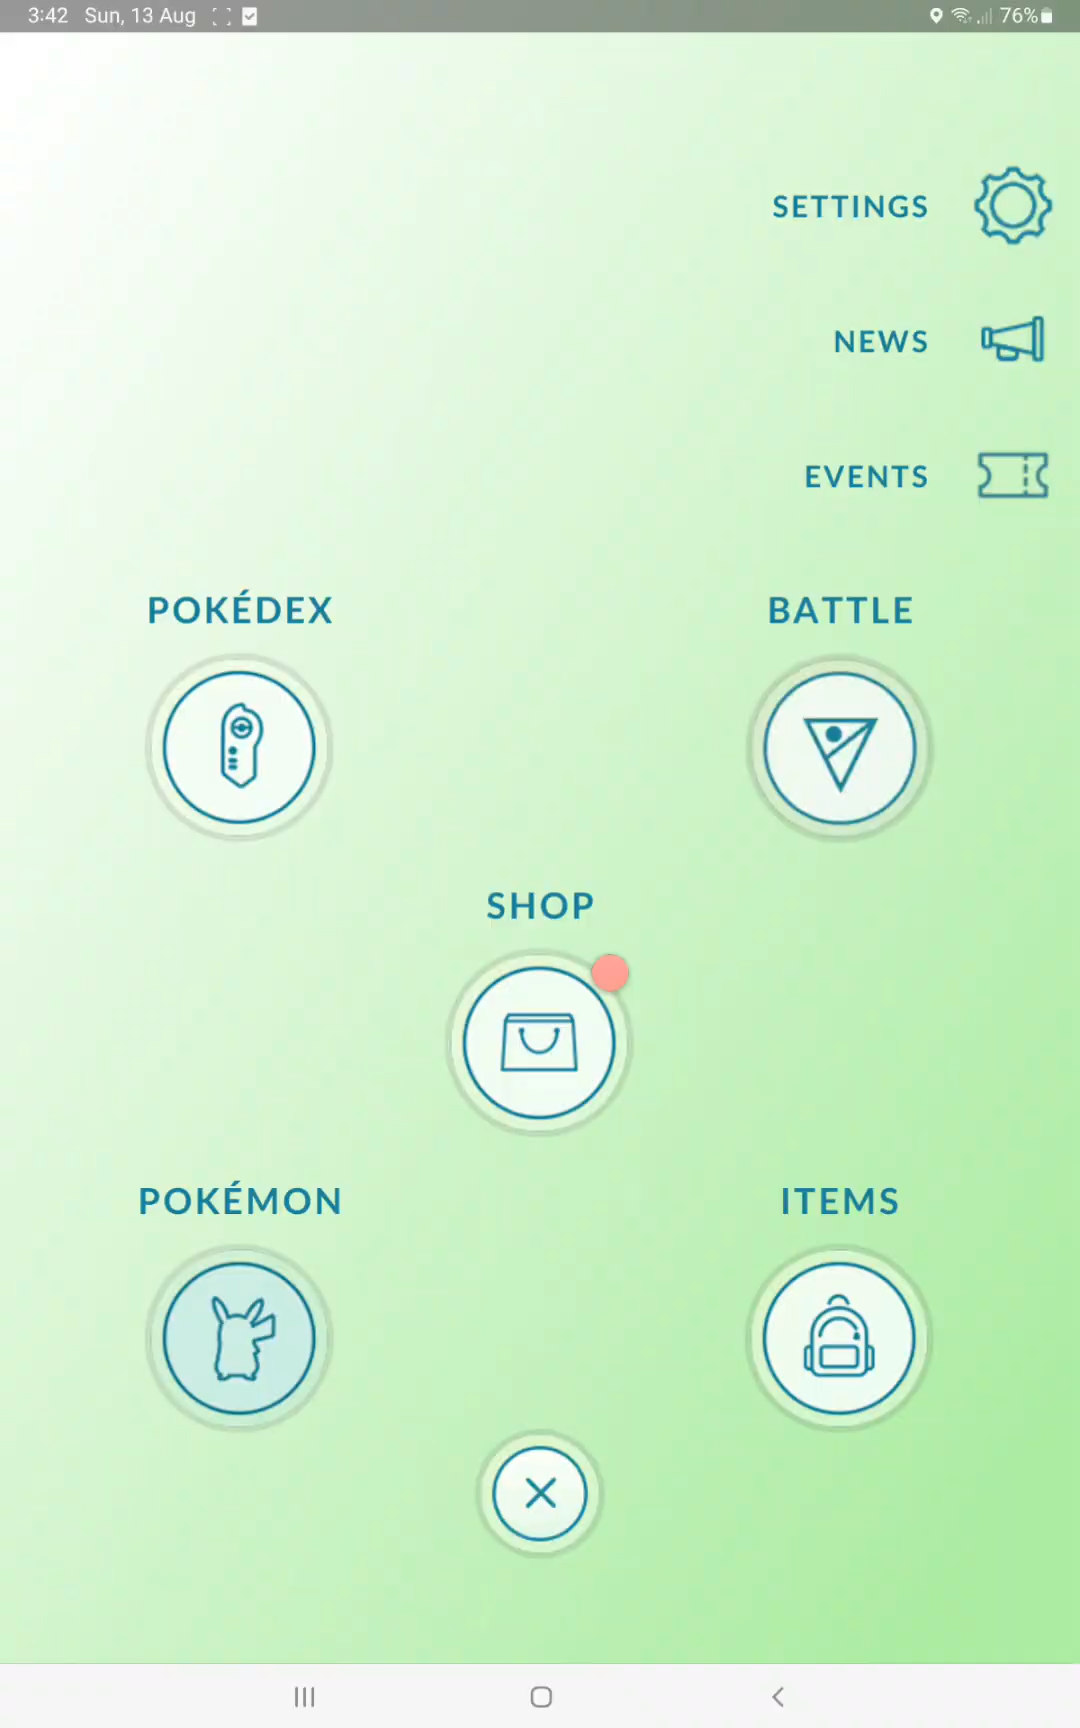 3:42 Sun, 13 Aug 76%
SETTINGS
NEWS
EVENTS
POKÉDEX BATTLE
SHOP
POKÉMON ITEMS